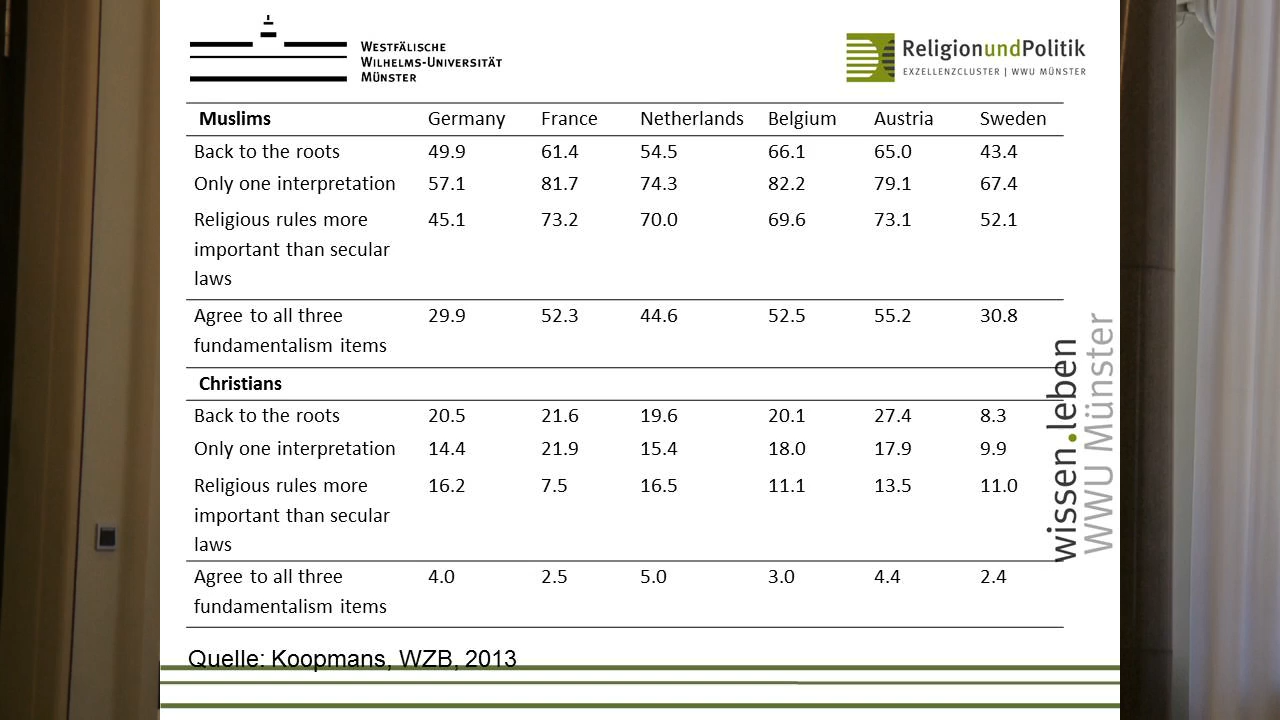 WESTFÄLISCHE
WILHELMS-UNIVERSITÄT
MÜNSTER
ReligionundPolitik
EXZELLENZCLUSTER | WWU MÜNSTER
Muslims Germany France Netherlands Belgium Austria Sweden
Back to the roots 49.9 61.4 54.5 66.1 65.0 43.4
Only one interpretation 57.1 81.7 74.3 82.2 79.1 67.4
Religious rules more 45.1 73.2 70.0 69.6 73.1 52.1
important than secular
laws
Agree to all three 29.9 52.3 44.6 52.5 55.2 30.8
fundamentalism items
Christians
Back to the roots 20.5 21.6 19.6 20.1 27.4 8.3
Only one interpretation 14.4 21.9 15.4 18.0 17.9 9.9
Religious rules more 16.2 7.5 16.5 11.1 13.5 11.0
important than secular
laws
Agree to all three 4.0 2.5 5.0 3.0 4.4 2.4
fundamentalism items
wissen.leben
WWU Münster
Quelle: Koopmans, WZB, 2013